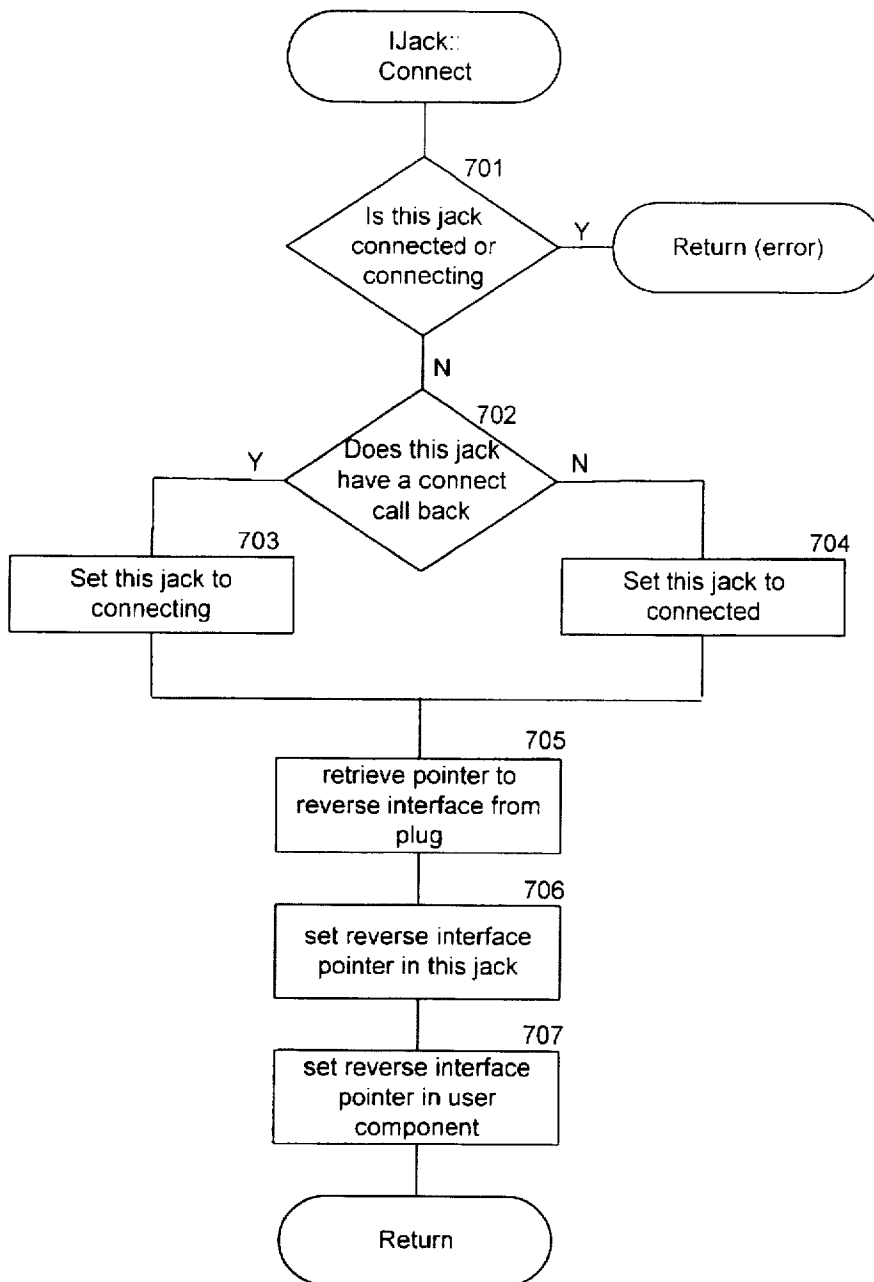 IJack::
Connect
701
Is this jack
connected or
connecting
Y
Return (error)
N
702
Does this jack
have a connect
call back
Y
N
703
Set this jack to
connecting
704
Set this jack to
connected
705
retrieve pointer to
reverse interface from
plug
706
set reverse interface
pointer in this jack
707
set reverse interface
pointer in user
component
Return